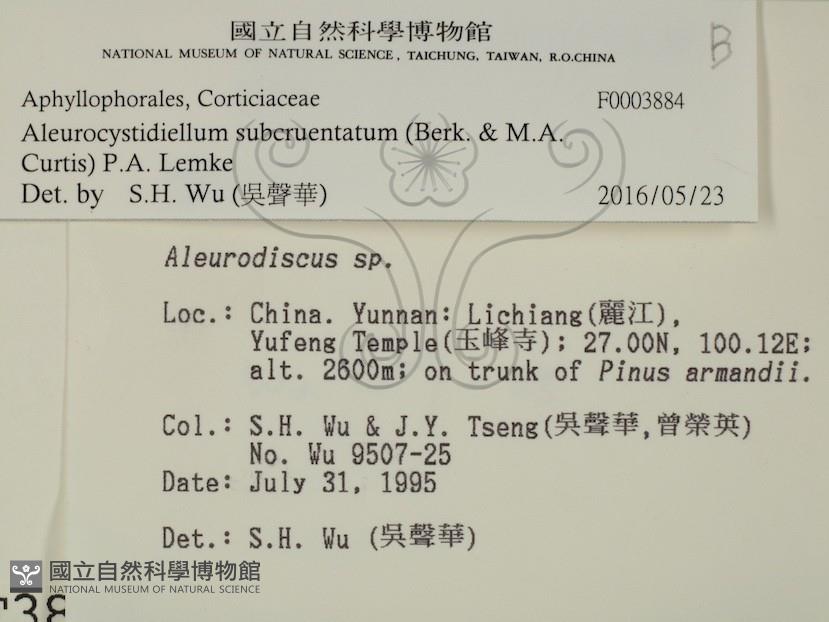 國立自然科學博物館
B
NATIONAL MUSEUM OF NATURAL SCIENCE, TAICHUNG, TAIWAN, R.O.CHINA
Aphyllophorales, Corticiaceae F0003884
Aleurocystidiellum subcruentatum (Berk. & M.A.
Curtis) P.A. Lemke
Det. by S.H. Wu (吳聲華) 2016/05/23
Aleurodiscus sp.
Loc.: China. Yunnan: Lichiang(麗江),
Yufeng Temple(玉峰寺); 27.00N, 100.12E;
alt. 2600m; on trunk of Pinus armandii.
Col.: S.H. Wu & J.Y. Tseng(吳聲華,曾榮英)
No. Wu 9507-25
Date: July 31, 1995
Det.: S.H. Wu (吳聲華)
國立自然科學博物館
NATIONAL MUSEUM OF NATURAL SCIENCE